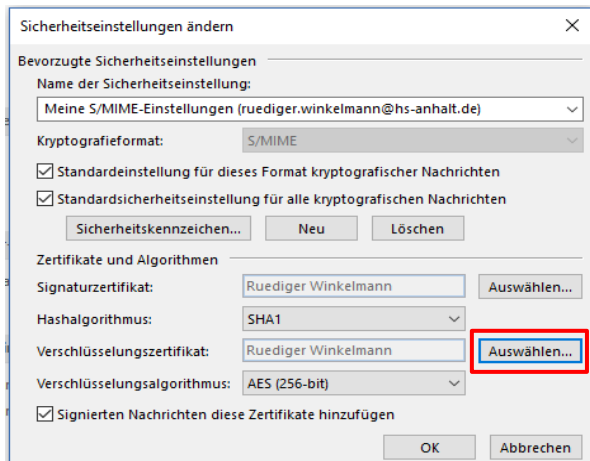 Sicherheitseinstellungen ändern
Bevorzugte Sicherheitseinstellungen
Name der Sicherheitseinstellung:
Meine S/MIME-Einstellungen (ruediger.winkelmann@hs-anhalt.de)
Kryptografieformat: S/MIME
Standardeinstellung für dieses Format kryptografischer Nachrichten
Standardsicherheitseinstellung für alle kryptografischen Nachrichten
Sicherheitskennzeichen... Neu Löschen
Zertifikate und Algorithmen
Signaturzertifikat: Ruediger Winkelmann Auswählen...
Hashalgorithmus: SHA1
Verschlüsselungszertifikat: Ruediger Winkelmann Auswählen...
Verschlüsselungsalgorithmus: AES (256-bit)
Signierten Nachrichten diese Zertifikate hinzufügen
OK Abbrechen